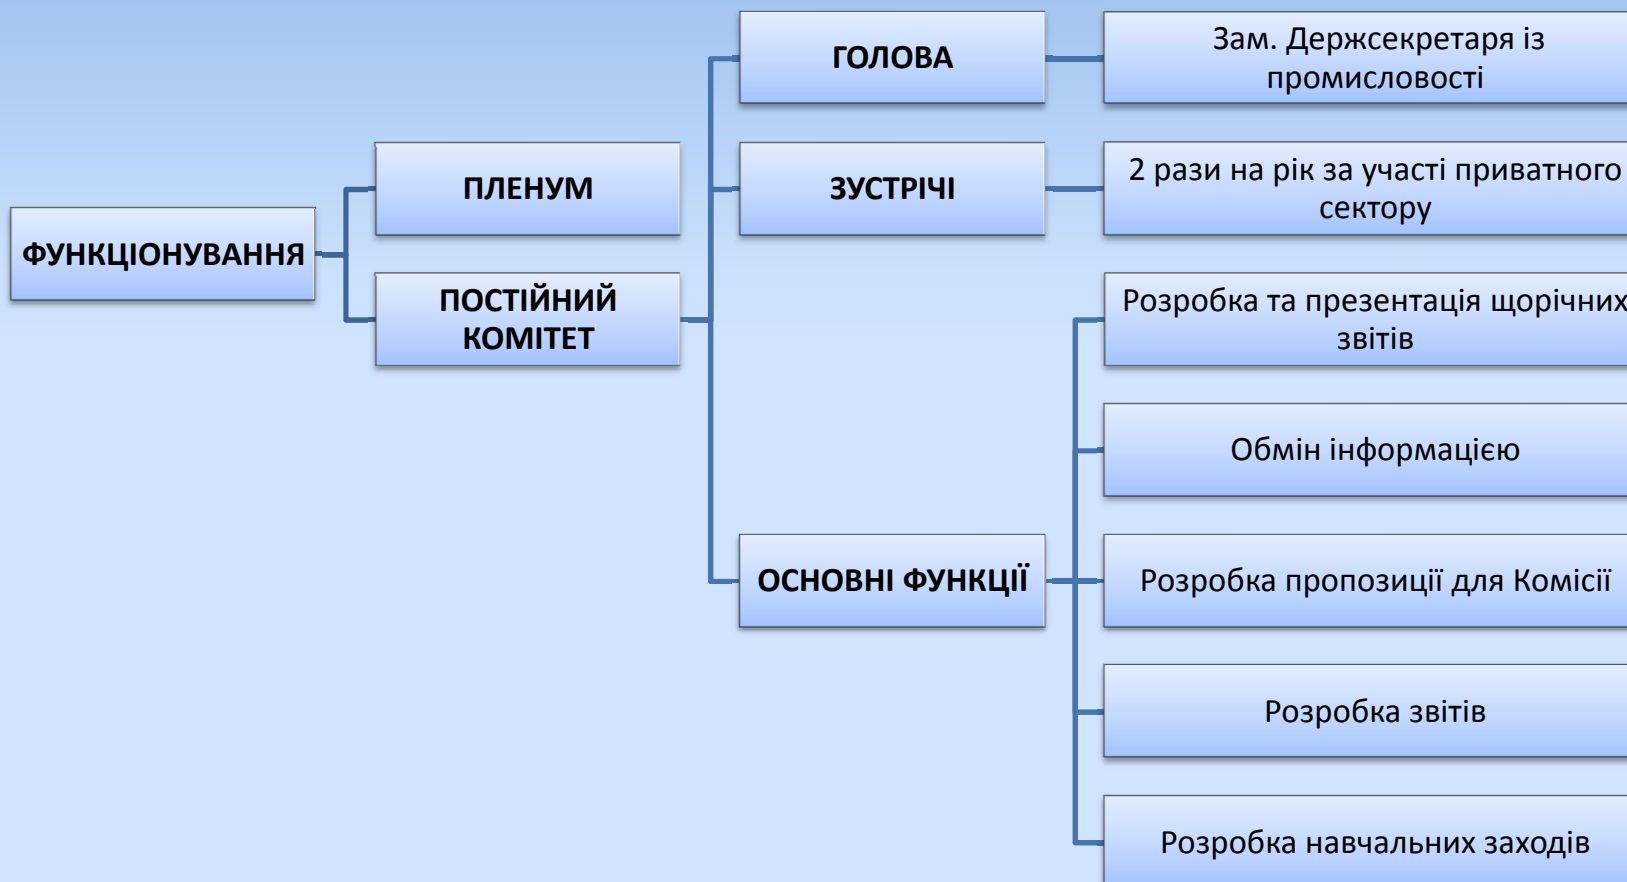 ФУНКЦІОНУВАННЯ
ПЛЕНУМ
ПОСТІЙНИЙ
КОМІТЕТ
ГОЛОВА
Зам. Держсекретаря із
промисловості
ЗУСТРІЧІ
2 рази на рік за участі приватного
сектору
ОСНОВНІ ФУНКЦІЇ
Розробка та презентація щорічних
звітів
Обмін інформацією
Розробка пропозиції для Комісії
Розробка звітів
Розробка навчальних заходів